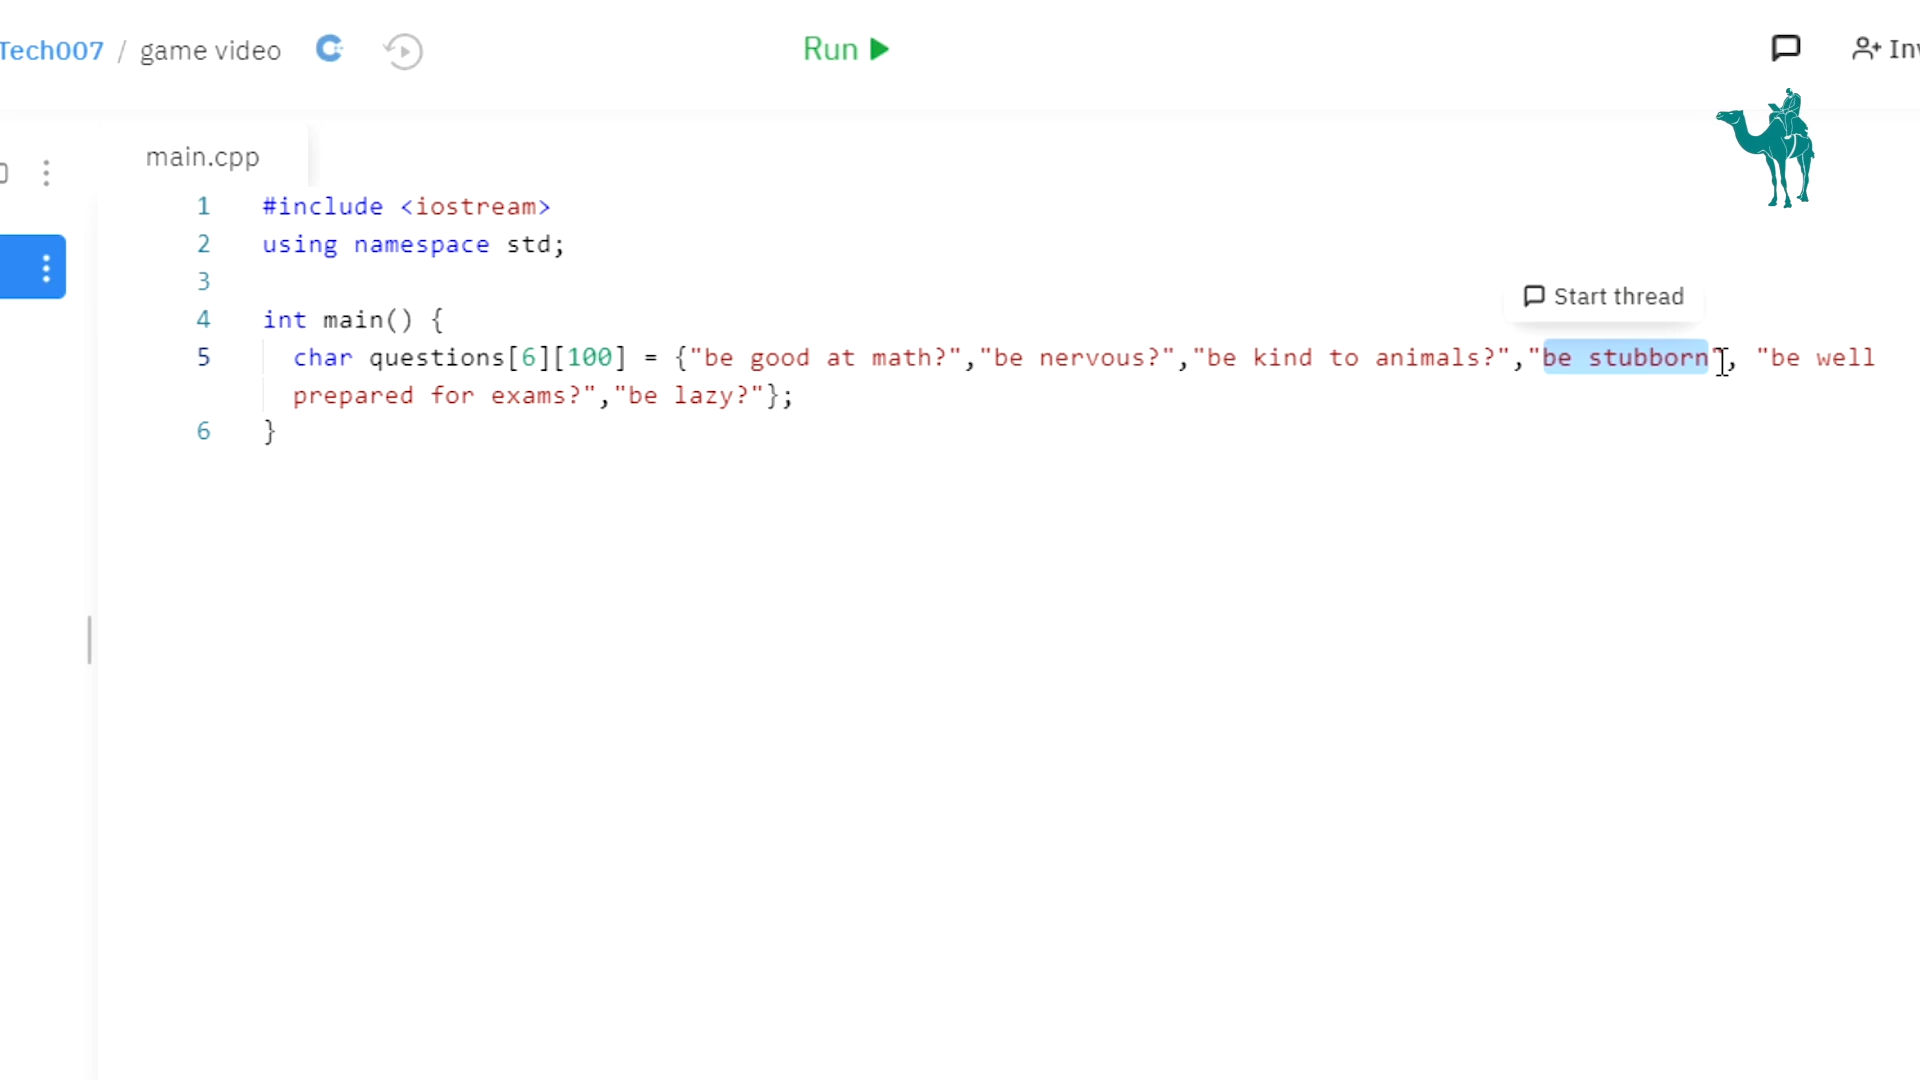 Tech007 / game video
Run
Inv
main.cpp
1 #include <iostream>
2 using namespace std;
3
Start thread
4 int main() {
5 char questions[6][100] = {"be good at math?","be nervous?","be kind to animals?","be stubborn", "be well
prepared for exams?","be lazy?"};
6 }